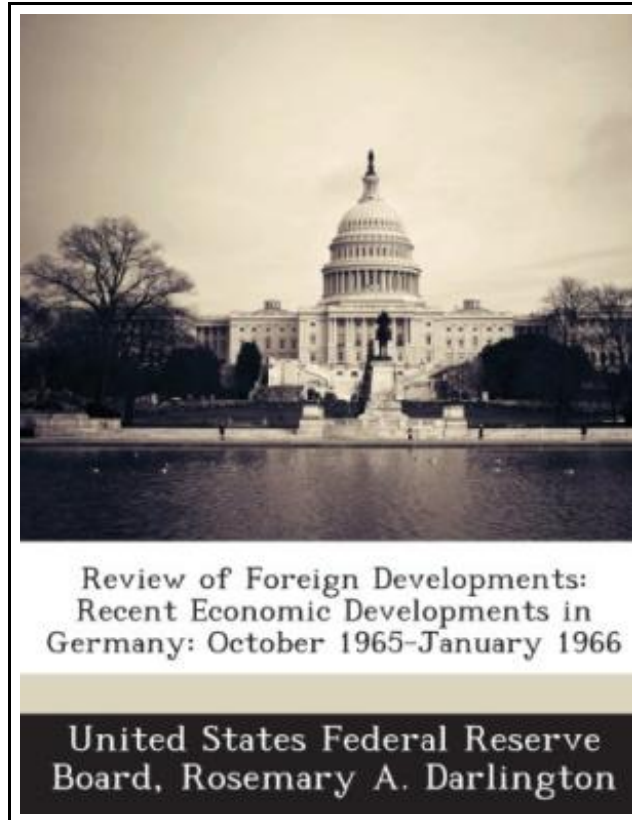 Review of Foreign Developments:
Recent Economic Developments in
Germany: October 1965-January 1966
United States Federal Reserve
Board, Rosemary A. Darlington